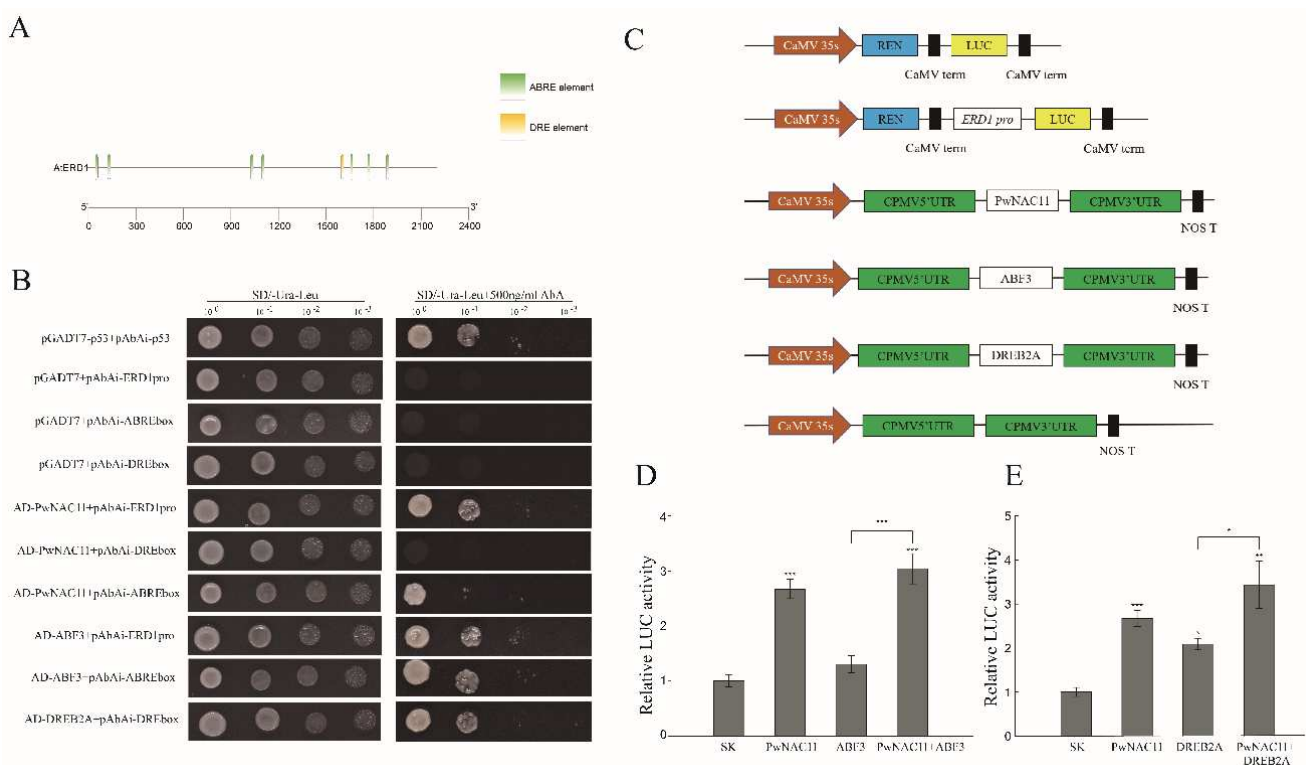 A
ABRE element
DRE element
AtERB1
5' 3'
0 300 600 900 1200 1500 1800 2100 2400
B
SD/-Ura-Leu SD/-Ura-Leu+500ng/ml AbA
10⁰ 10⁻¹ 10⁻² 10⁻³ 10⁰ 10⁻¹ 10⁻² 10⁻³
pGADT7-p53+pAbAi-p53
pGADT7+pAbAi-ERD1pro
pGADT7+pAbAi-ABREbox
pGADT7+pAbAi-DREbox
AD-PwNAC11+pAbAi-ERD1pro
AD-PwNAC11+pAbAi-DREbox
AD-PwNAC11+pAbAi-ABREbox
AD-ABF3+pAbAi-ERD1pro
AD-ABF3+pAbAi-ABREbox
AD-DREB2A+pAbAi-DREbox
C
CaMV 35s REN LUC
CaMV term CaMV term
CaMV 35s REN ERD1 pro LUC
CaMV term CaMV term
CaMV 35s CPMV5'UTR PwNAC11 CPMV3'UTR
NOS T
CaMV 35s CPMV5'UTR ABF3 CPMV3'UTR
NOS T
CaMV 35s CPMV5'UTR DREB2A CPMV3'UTR
NOS T
CaMV 35s CPMV5'UTR CPMV3'UTR
NOS T
D
Relative LUC activity
4
3
2
1
0
***
***
***
SK PwNAC11 ABF3 PwNAC11+ABF3
E
Relative LUC activity
5
4
3
2
1
0
***
*
**
*
SK PwNAC11 DREB2A PwNAC11+
DREB2A